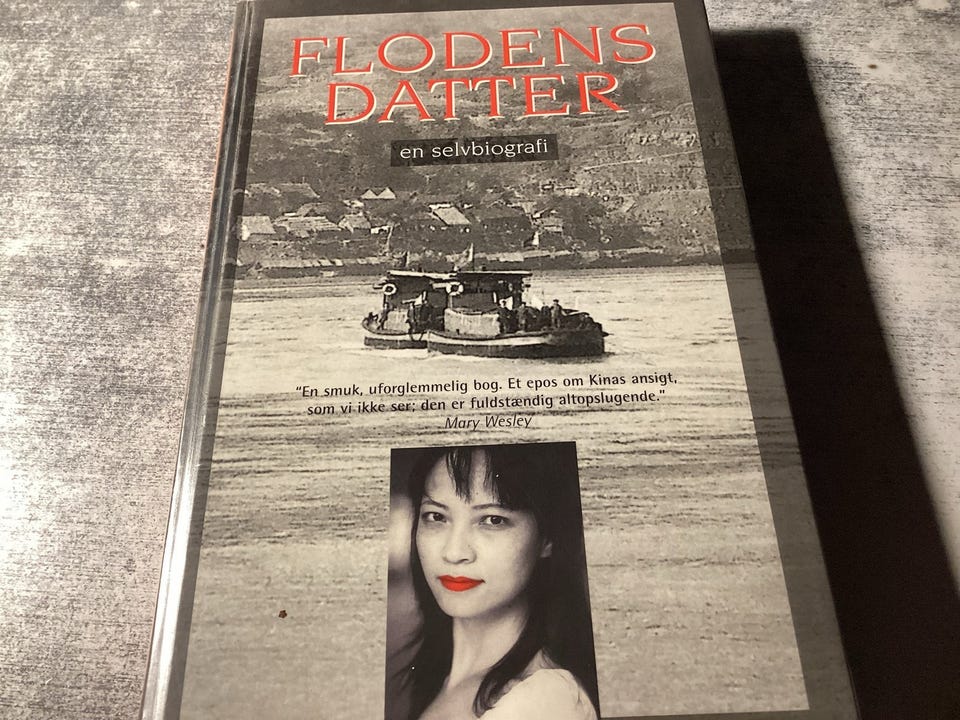 FLODENS
DATTER
en selvbiografi
“En smuk, uforglemmelig bog. Et epos om Kinas ansigt,
som vi ikke ser; den er fuldstændig altopslugende.”
Mary Wesley